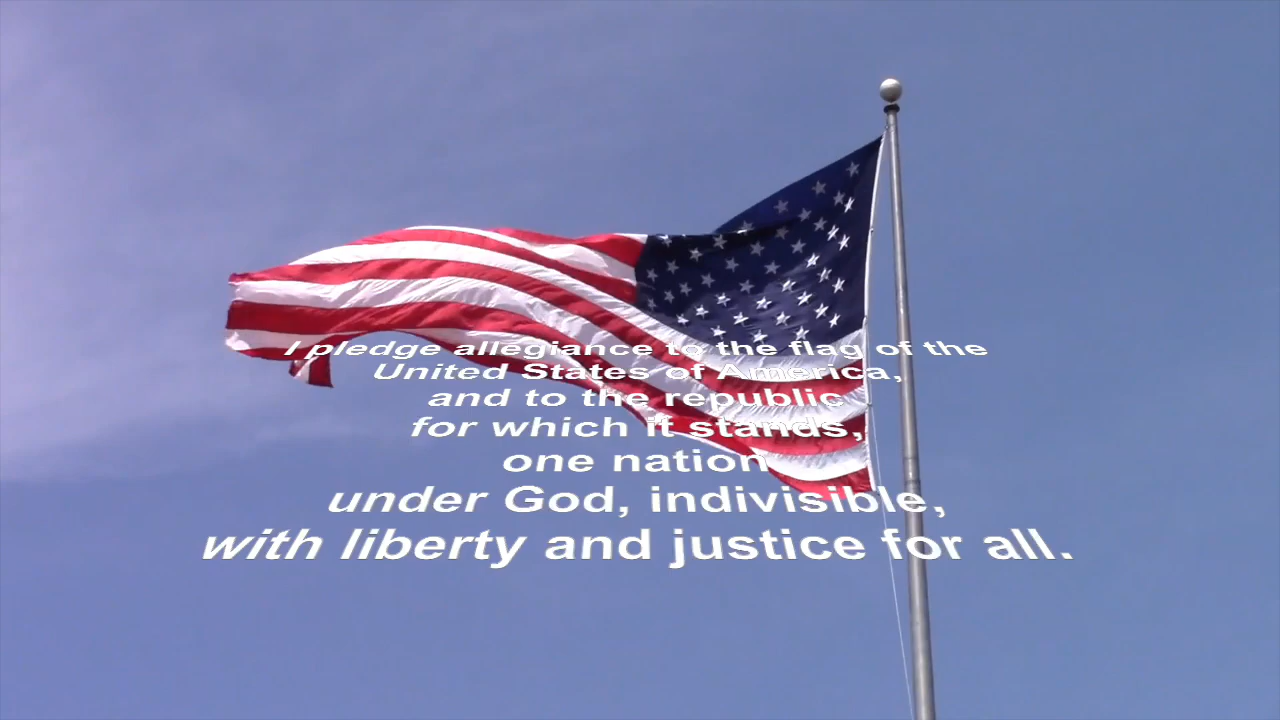 I pledge allegiance to the flag of the
United States of America,
and to the republic
for which it stands,
one nation
under God, indivisible,
with liberty and justice for all.